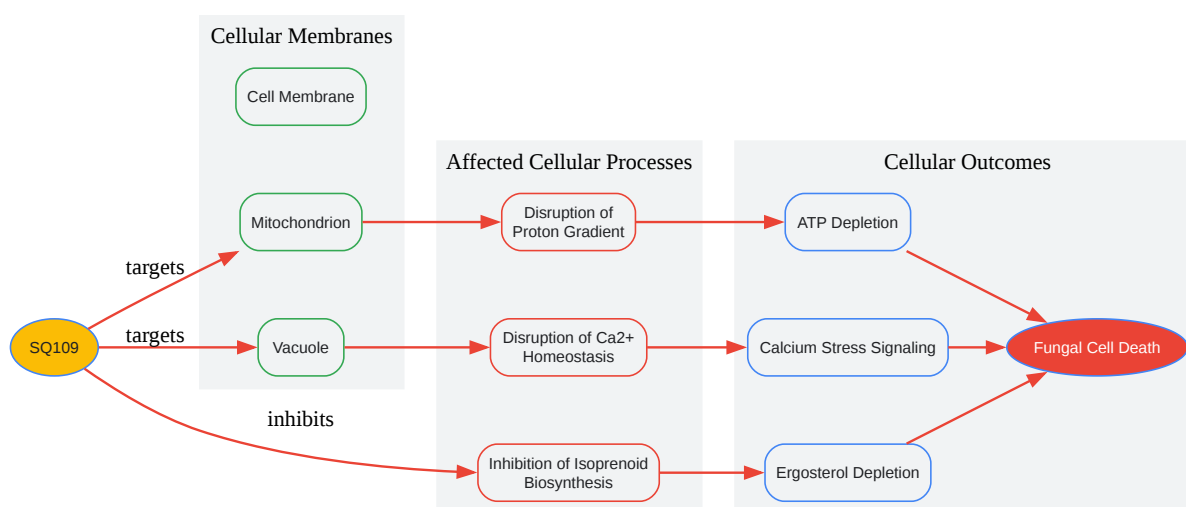 Cellular Membranes
Cell Membrane
Affected Cellular Processes
Cellular Outcomes
Mitochondrion
Disruption of
Proton Gradient
ATP Depletion
targets
targets
SQ109
Vacuole
Disruption of Ca2+
Homeostasis
Calcium Stress Signaling
Fungal Cell Death
inhibits
Inhibition of Isoprenoid
Biosynthesis
Ergosterol Depletion